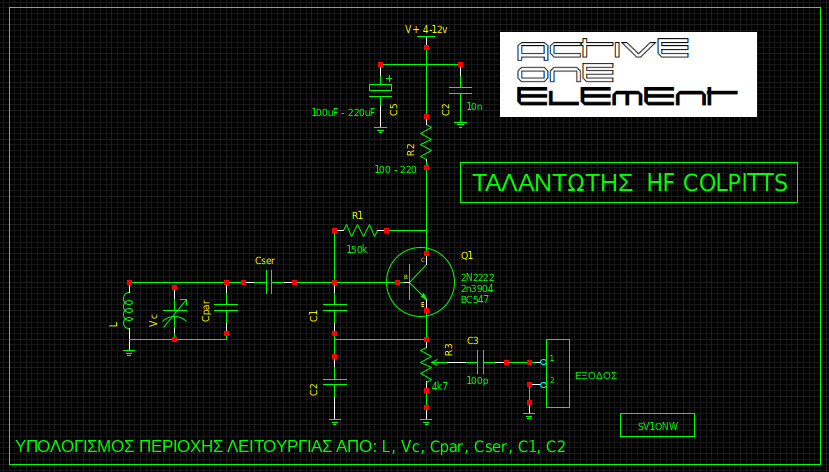 V+ 4-12v
ACTIVE
ONE
ELEMENT
+
100uF - 220uF
C5
C2
10n
R2
100 - 220
ΤΑΛΑΝΤΩΤΗΣ HF COLPITTS
R1
150k
C
B
E
Q1
2N2222
2n3904
BC547
Cser
L
Vc
Cpar
C1
C2
R3
4k7
C3
100p
1
2
ΕΞΟΔΟΣ
SV1ONW
ΥΠΟΛΟΓΙΣΜΟΣ ΠΕΡΙΟΧΗΣ ΛΕΙΤΟΥΡΓΙΑΣ ΑΠΟ: L, Vc, Cpar, Cser, C1, C2